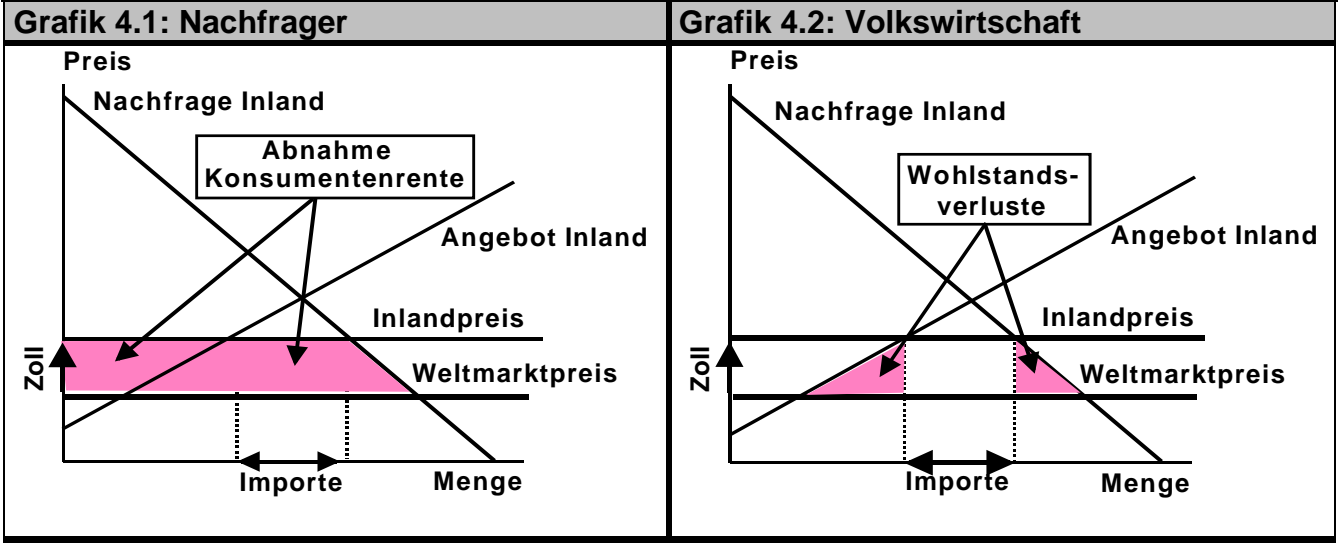 Grafik 4.1: Nachfrager
Preis
Nachfrage Inland
Abnahme
Konsumentenrente
Angebot Inland
Inlandpreis
Zoll
Weltmarktpreis
Importe
Menge
Grafik 4.2: Volkswirtschaft
Preis
Nachfrage Inland
Wohlstands-
verluste
Angebot Inland
Inlandpreis
Zoll
Weltmarktpreis
Importe
Menge